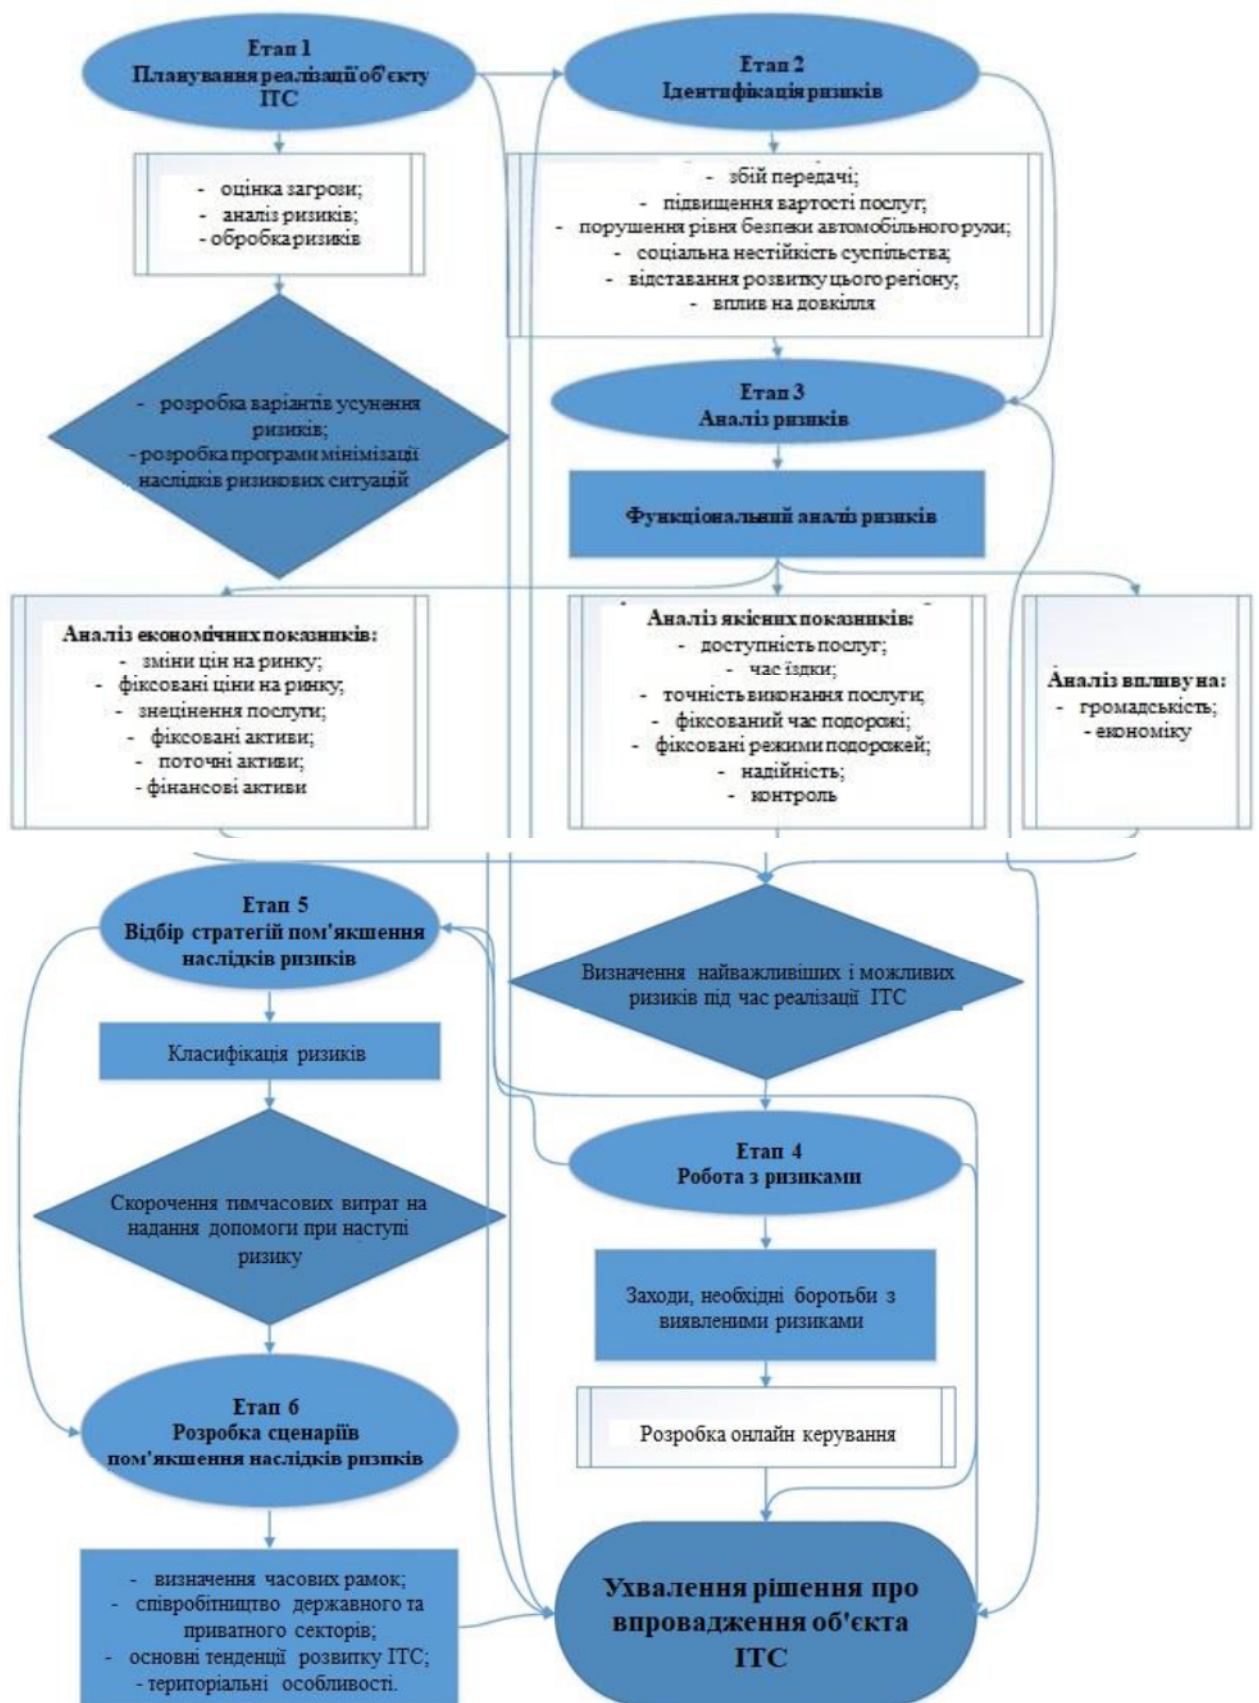 Етап 1
Планування реалізації об'єкту
ІТС
Етап 2
Ідентифікація ризиків
- оцінка загрози;
- аналіз ризиків;
- обробка ризиків
- збій передачі;
- підвищення вартості послуг;
- порушення рівня безпеки автомобільного рухи;
- соціальна нестійкість суспільства;
- відставання розвитку цього регіону;
- вплив на довкілля
- розробка варіантів усунення
ризиків;
- розробка програми мінімізації
наслідків ризикових ситуацій
Етап 3
Аналіз ризиків
Функціональний аналіз ризиків
Аналіз економічних показників:
- зміни цін на ринку;
- фіксовані ціни на ринку;
- знецінення послуги;
- фіксовані активи;
- поточні активи;
- фінансові активи
Аналіз якісних показників:
- доступність послуг;
- час їздки;
- точність виконання послуги;
- фіксований час подорожі;
- фіксовані режими подорожей;
- надійність;
- контроль
Аналіз впливу на:
- громадськість;
- економіку
Етап 5
Відбір стратегій пом'якшення
наслідків ризиків
Класифікація ризиків
Скорочення тимчасових витрат на
надання допомоги при наступі
ризику
Етап 6
Розробка сценаріїв
пом'якшення наслідків ризиків
- визначення часових рамок;
- співробітництво державного та
приватного секторів;
- основні тенденції розвитку ІТС;
- територіальні особливості.
Визначення найважливіших і можливих
ризиків під час реалізації ІТС
Етап 4
Робота з ризиками
Заходи, необхідні боротьби з
виявленими ризиками
Розробка онлайн керування
Ухвалення рішення про
впровадження об'єкта
ІТС